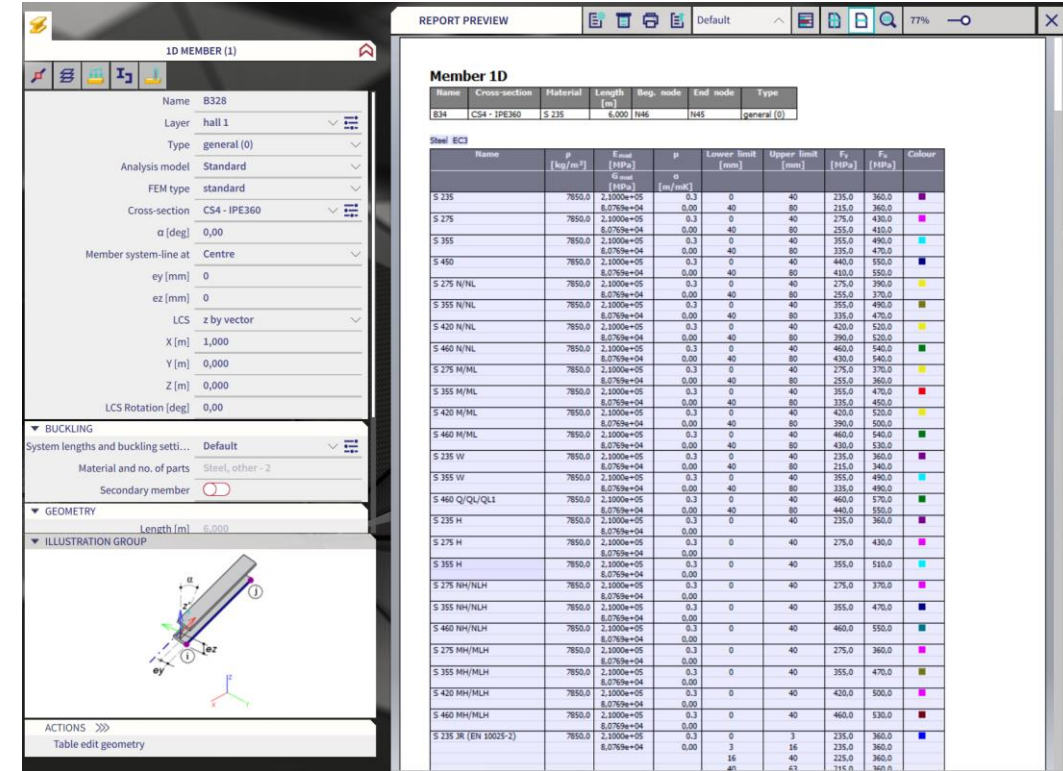 1D MEMBER (1)
Name B328
Layer hall 1
Type general (0)
Analysis model Standard
FEM type standard
Cross-section CS4 - IPE360
α [deg] 0,00
Member system-line at Centre
ey [mm] 0
ez [mm] 0
LCS z by vector
X [m] 1,000
Y [m] 0,000
Z [m] 0,000
LCS Rotation [deg] 0,00
BUCKLING
System lengths and buckling setti... Default
Material and no. of parts Steel, other - 2
Secondary member
GEOMETRY
Length [m] 6,000
ILLUSTRATION GROUP
α
z'
j
i
ez
ey
z
x
Y
ACTIONS >>>
Table edit geometry
REPORT PREVIEW Default 77%
Member 1D
Name Cross-section Material Length Beg. node End node Type
[m]
B34 CS4 - IPE360 S 235 6,000 N46 N45 general (0)
Steel EC3
Name ρ E mod μ Lower limit Upper limit Fy Fu Colour
[kg/m³] [MPa] [mm] [mm] [MPa] [MPa]
G mod α
[MPa] [m/mK]
S 235 7850,0 2,1000e+05 0.3 0 40 235,0 360,0
8,0769e+04 0,00 40 80 215,0 360,0
S 275 7850,0 2,1000e+05 0.3 0 40 275,0 430,0
8,0769e+04 0,00 40 80 255,0 410,0
S 355 7850,0 2,1000e+05 0.3 0 40 355,0 490,0
8,0769e+04 0,00 40 80 335,0 470,0
S 450 7850,0 2,1000e+05 0.3 0 40 440,0 550,0
8,0769e+04 0,00 40 80 410,0 550,0
S 275 N/NL 7850,0 2,1000e+05 0.3 0 40 275,0 390,0
8,0769e+04 0,00 40 80 255,0 370,0
S 355 N/NL 7850,0 2,1000e+05 0.3 0 40 355,0 490,0
8,0769e+04 0,00 40 80 335,0 470,0
S 420 N/NL 7850,0 2,1000e+05 0.3 0 40 420,0 520,0
8,0769e+04 0,00 40 80 390,0 520,0
S 460 N/NL 7850,0 2,1000e+05 0.3 0 40 460,0 540,0
8,0769e+04 0,00 40 80 430,0 540,0
S 275 M/ML 7850,0 2,1000e+05 0.3 0 40 275,0 370,0
8,0769e+04 0,00 40 80 255,0 360,0
S 355 M/ML 7850,0 2,1000e+05 0.3 0 40 355,0 470,0
8,0769e+04 0,00 40 80 335,0 450,0
S 420 M/ML 7850,0 2,1000e+05 0.3 0 40 420,0 520,0
8,0769e+04 0,00 40 80 390,0 500,0
S 460 M/ML 7850,0 2,1000e+05 0.3 0 40 460,0 540,0
8,0769e+04 0,00 40 80 430,0 530,0
S 235 W 7850,0 2,1000e+05 0.3 0 40 235,0 360,0
8,0769e+04 0,00 40 80 215,0 340,0
S 355 W 7850,0 2,1000e+05 0.3 0 40 355,0 490,0
8,0769e+04 0,00 40 80 335,0 490,0
S 460 Q/QL/QL1 7850,0 2,1000e+05 0.3 0 40 460,0 570,0
8,0769e+04 0,00 40 80 440,0 550,0
S 235 H 7850,0 2,1000e+05 0.3 0 40 235,0 360,0
8,0769e+04 0,00
S 275 H 7850,0 2,1000e+05 0.3 0 40 275,0 430,0
8,0769e+04 0,00
S 355 H 7850,0 2,1000e+05 0.3 0 40 355,0 510,0
8,0769e+04 0,00
S 275 NH/NLH 7850,0 2,1000e+05 0.3 0 40 275,0 370,0
8,0769e+04 0,00
S 355 NH/NLH 7850,0 2,1000e+05 0.3 0 40 355,0 470,0
8,0769e+04 0,00
S 460 NH/NLH 7850,0 2,1000e+05 0.3 0 40 460,0 550,0
8,0769e+04 0,00
S 275 MH/MLH 7850,0 2,1000e+05 0.3 0 40 275,0 360,0
8,0769e+04 0,00
S 355 MH/MLH 7850,0 2,1000e+05 0.3 0 40 355,0 470,0
8,0769e+04 0,00
S 420 MH/MLH 7850,0 2,1000e+05 0.3 0 40 420,0 500,0
8,0769e+04 0,00
S 460 MH/MLH 7850,0 2,1000e+05 0.3 0 40 460,0 530,0
8,0769e+04 0,00
S 235 JR (EN 10025-2) 7850,0 2,1000e+05 0.3 0 3 235,0 360,0
8,0769e+04 0,00 3 16 235,0 360,0
16 40 225,0 360,0
40 63 215,0 360,0